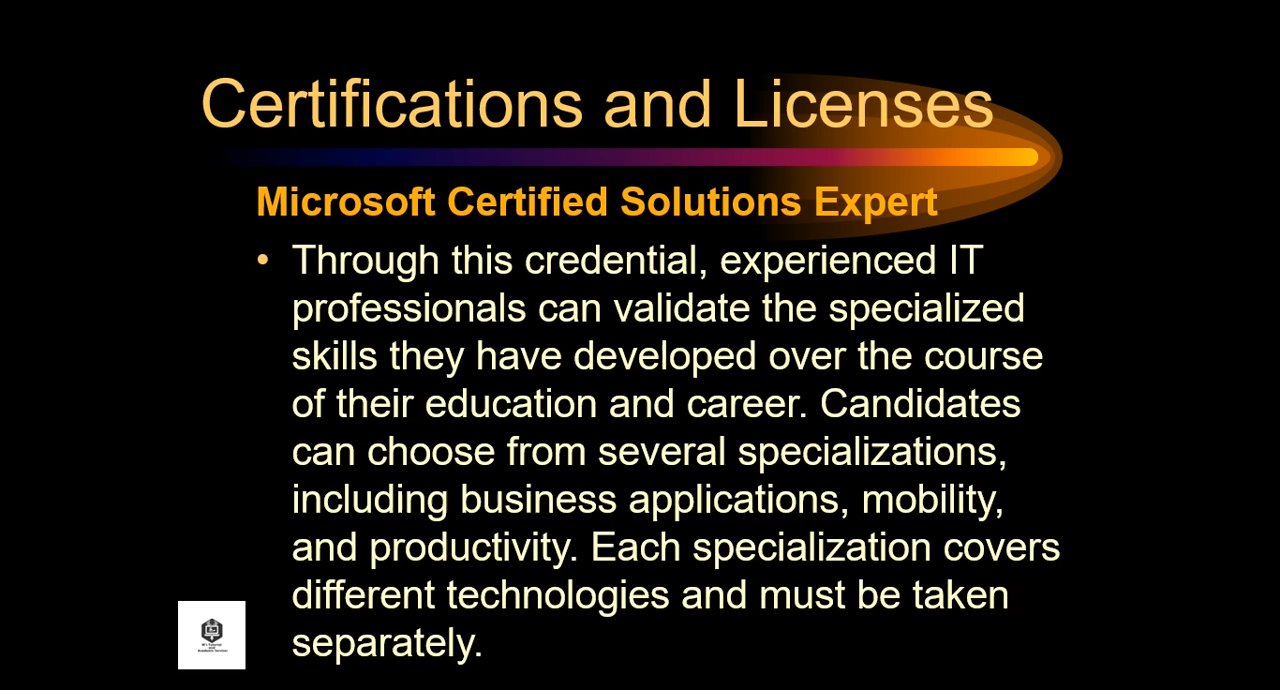 Certifications and Licenses
Microsoft Certified Solutions Expert
• Through this credential, experienced IT
professionals can validate the specialized
skills they have developed over the course
of their education and career. Candidates
can choose from several specializations,
including business applications, mobility,
and productivity. Each specialization covers
different technologies and must be taken
separately.